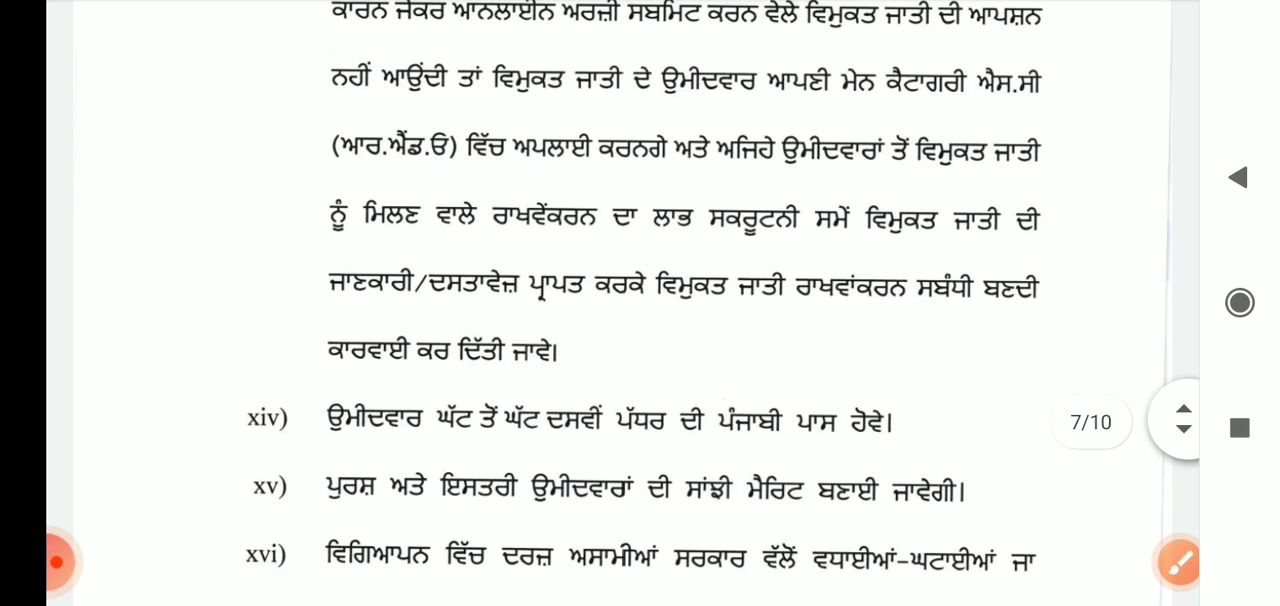 ਕਾਰਨ ਜੇਕਰ ਆਨਲਾਈਨ ਅਰਜ਼ੀ ਸਬਮਿਟ ਕਰਨ ਵੇਲੇ ਵਿਮੁਕਤ ਜਾਤੀ ਦੀ ਆਪਸ਼ਨ
ਨਹੀਂ ਆਉਂਦੀ ਤਾਂ ਵਿਮੁਕਤ ਜਾਤੀ ਦੇ ਉਮੀਦਵਾਰ ਆਪਣੀ ਮੇਨ ਕੈਟਾਗਰੀ ਐਸ.ਸੀ
(ਆਰ.ਐਂਡ.ਓ) ਵਿੱਚ ਅਪਲਾਈ ਕਰਨਗੇ ਅਤੇ ਅਜਿਹੇ ਉਮੀਦਵਾਰਾਂ ਤੋਂ ਵਿਮੁਕਤ ਜਾਤੀ
ਨੂੰ ਮਿਲਣ ਵਾਲੇ ਰਾਖਵੇਂਕਰਨ ਦਾ ਲਾਭ ਸਕਰੂਟਨੀ ਸਮੇਂ ਵਿਮੁਕਤ ਜਾਤੀ ਦੀ
ਜਾਣਕਾਰੀ/ਦਸਤਾਵੇਜ਼ ਪ੍ਰਾਪਤ ਕਰਕੇ ਵਿਮੁਕਤ ਜਾਤੀ ਰਾਖਵਾਂਕਰਨ ਸਬੰਧੀ ਬਣਦੀ
ਕਾਰਵਾਈ ਕਰ ਦਿੱਤੀ ਜਾਵੇ।
xiv) ਉਮੀਦਵਾਰ ਘੱਟ ਤੋਂ ਘੱਟ ਦਸਵੀਂ ਪੱਧਰ ਦੀ ਪੰਜਾਬੀ ਪਾਸ ਹੋਵੇ।
7/10
xv) ਪੁਰਸ਼ ਅਤੇ ਇਸਤਰੀ ਉਮੀਦਵਾਰਾਂ ਦੀ ਸਾਂਝੀ ਮੈਰਿਟ ਬਣਾਈ ਜਾਵੇਗੀ।
xvi) ਵਿਗਿਆਪਨ ਵਿੱਚ ਦਰਜ਼ ਅਸਾਮੀਆਂ ਸਰਕਾਰ ਵੱਲੋਂ ਵਧਾਈਆਂ-ਘਟਾਈਆਂ ਜਾ